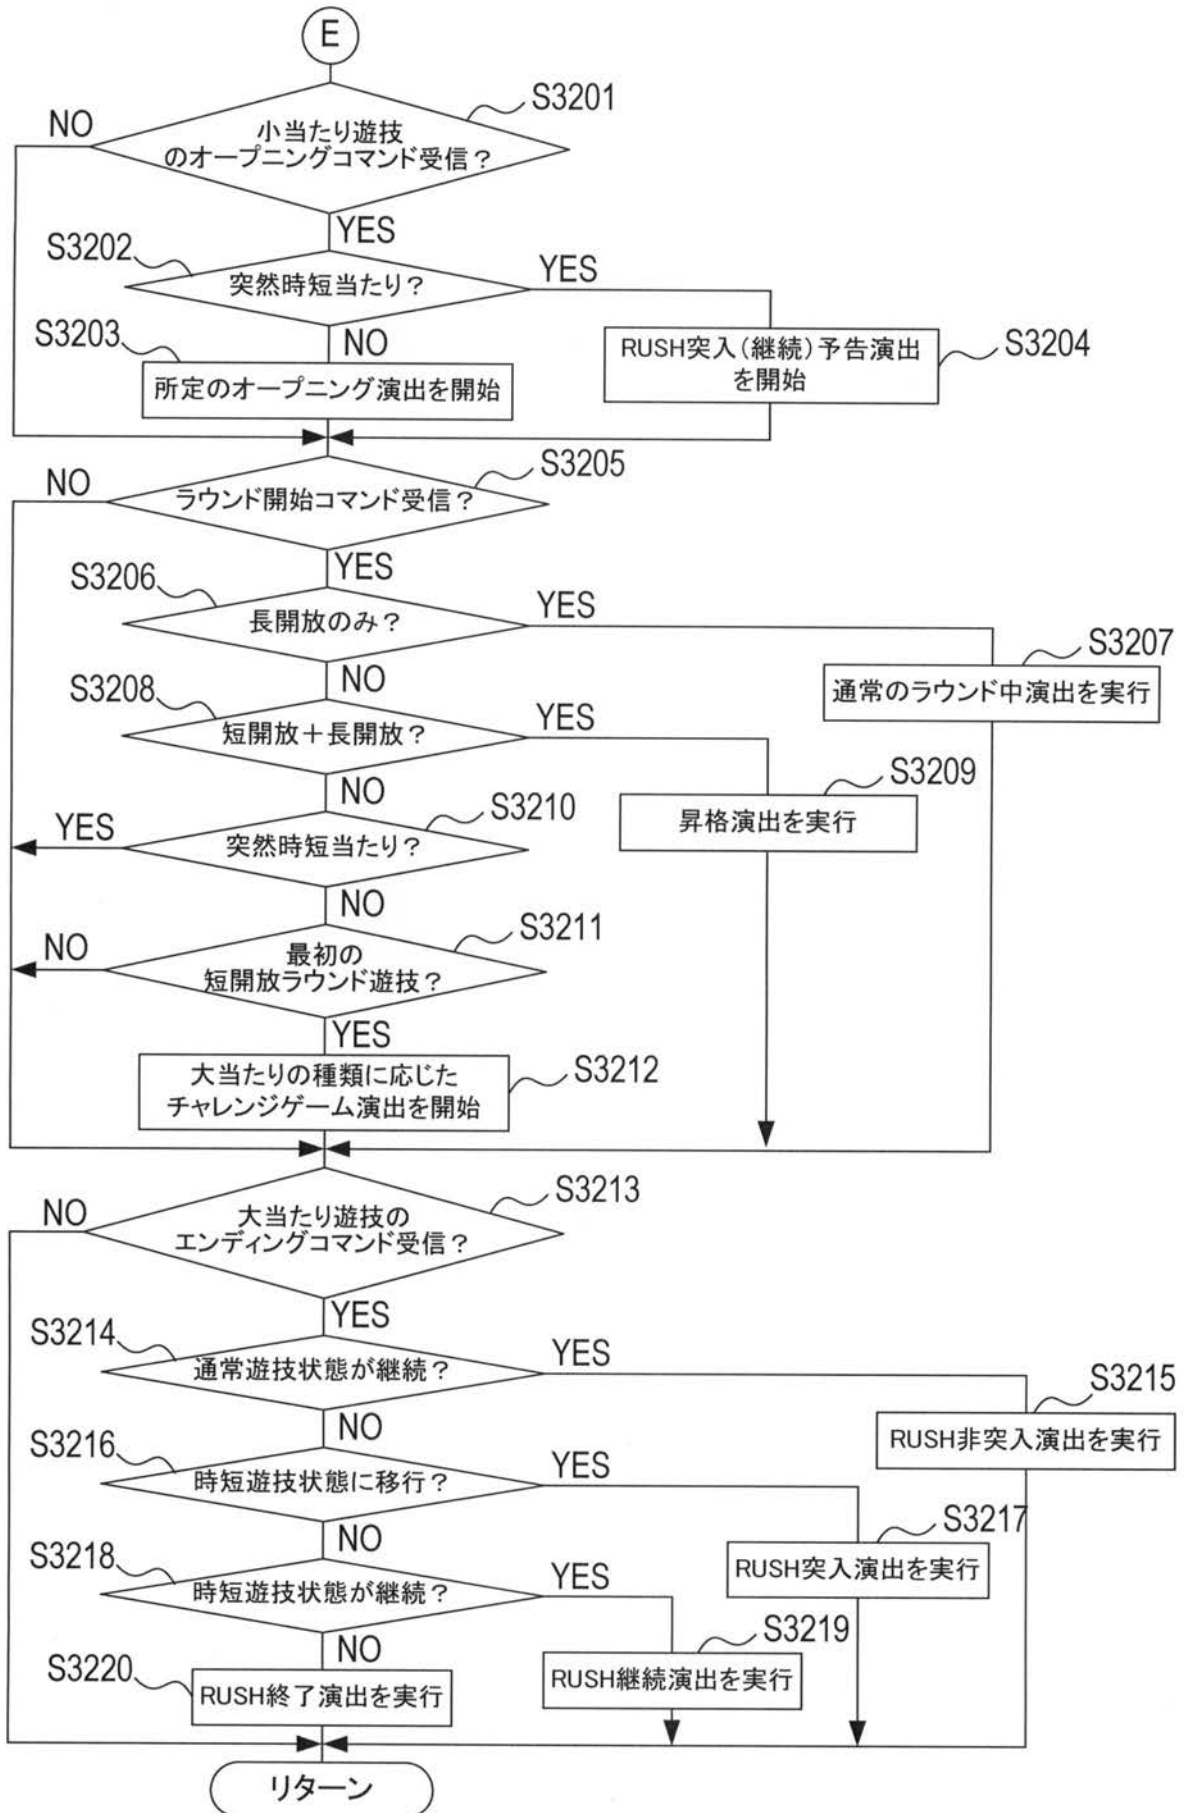 E
S3201
NO
小当たり遊技
のオープニングコマンド受信？
YES
S3202
突然時短当たり？
YES
S3203
NO
所定のオープニング演出を開始
RUSH突入（継続）予告演出
を開始
S3204
S3205
NO
ラウンド開始コマンド受信？
YES
S3206
長開放のみ？
YES
S3207
通常のラウンド中演出を実行
NO
S3208
短開放＋長開放？
YES
S3209
昇格演出を実行
NO
S3210
YES
突然時短当たり？
NO
S3211
NO
最初の
短開放ラウンド遊技？
YES
大当たりの種類に応じた
チャレンジゲーム演出を開始
S3212
S3213
NO
大当たり遊技の
エンディングコマンド受信？
YES
S3214
通常遊技状態が継続？
YES
S3215
RUSH非突入演出を実行
NO
S3216
時短遊技状態に移行？
YES
S3217
RUSH突入演出を実行
NO
S3218
時短遊技状態が継続？
YES
S3219
RUSH継続演出を実行
NO
S3220
RUSH終了演出を実行
リターン